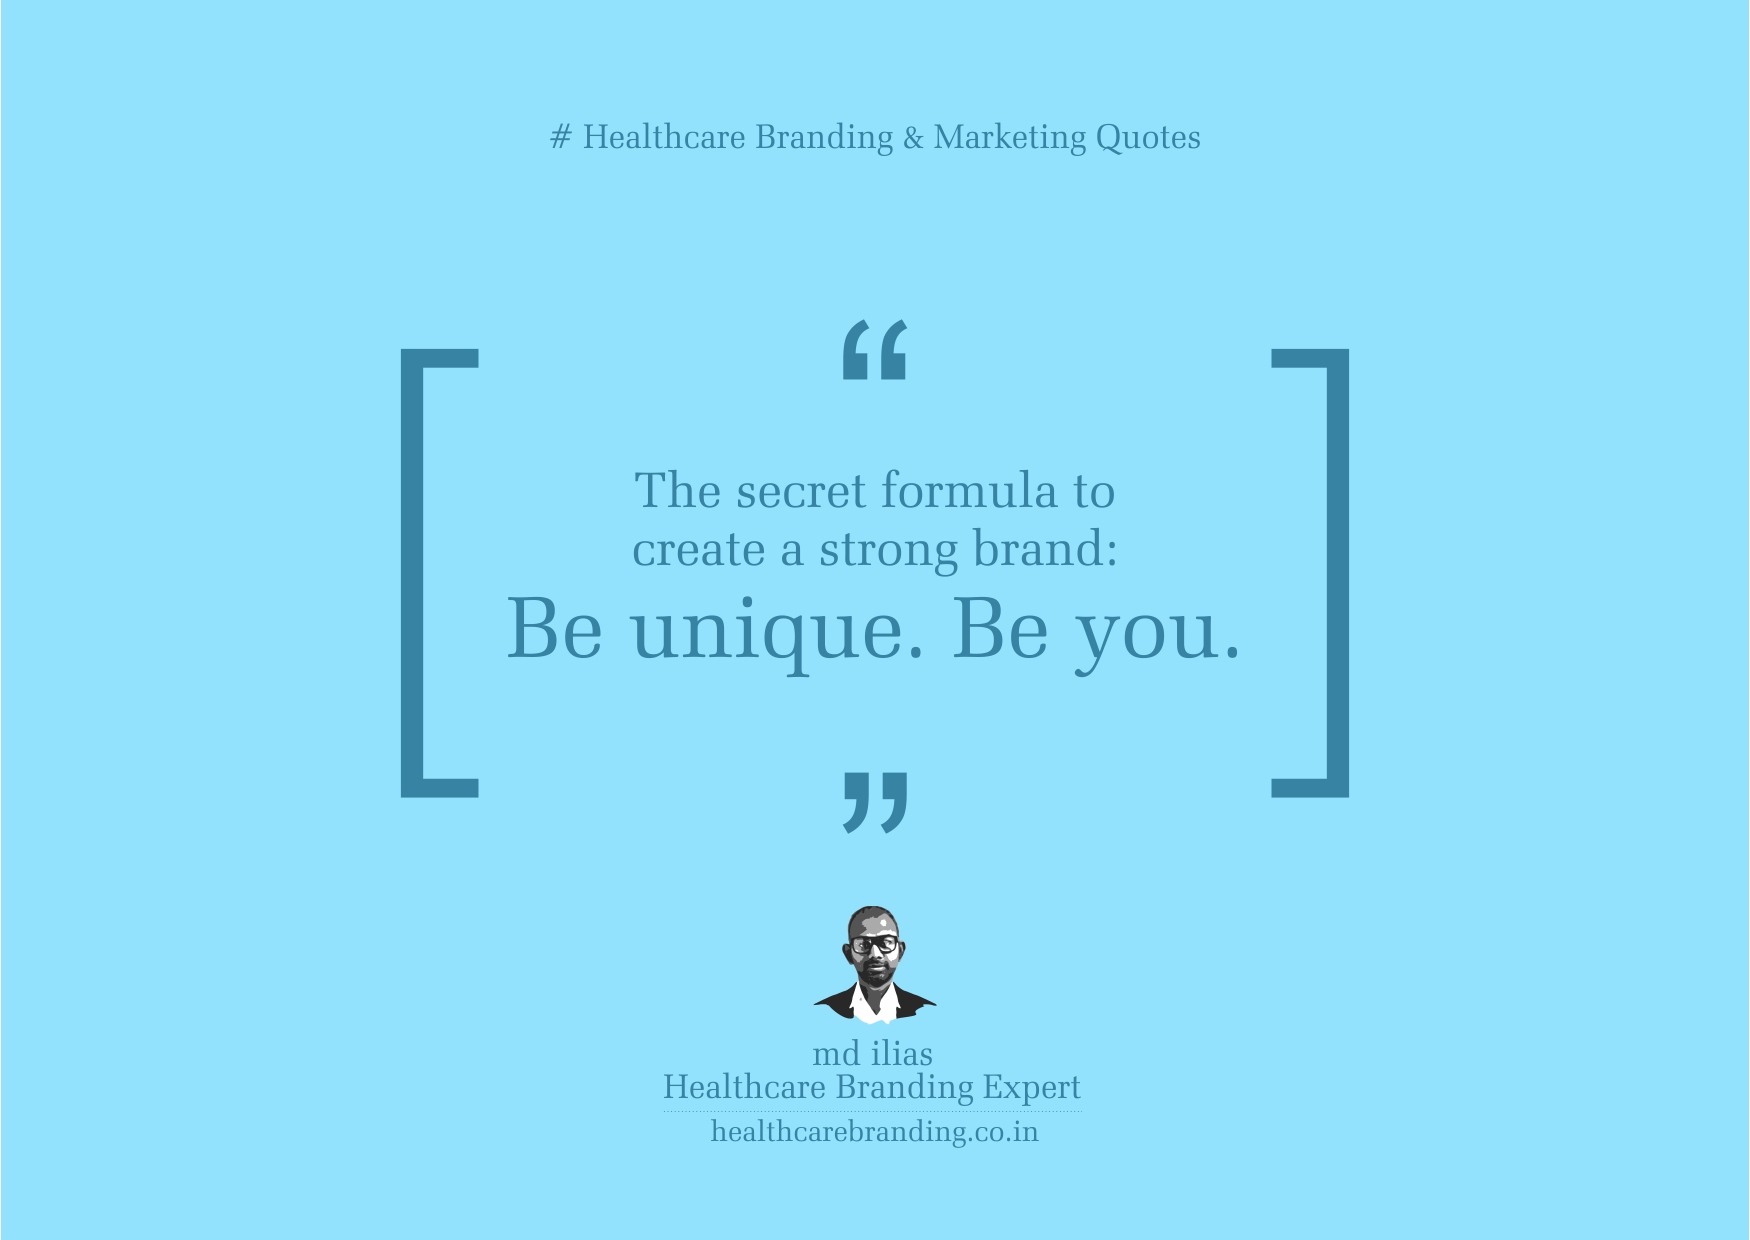 # Healthcare Branding & Marketing Quotes
“
The secret formula to
create a strong brand:
Be unique. Be you.
”
md ilias
Healthcare Branding Expert
healthcarebranding.co.in